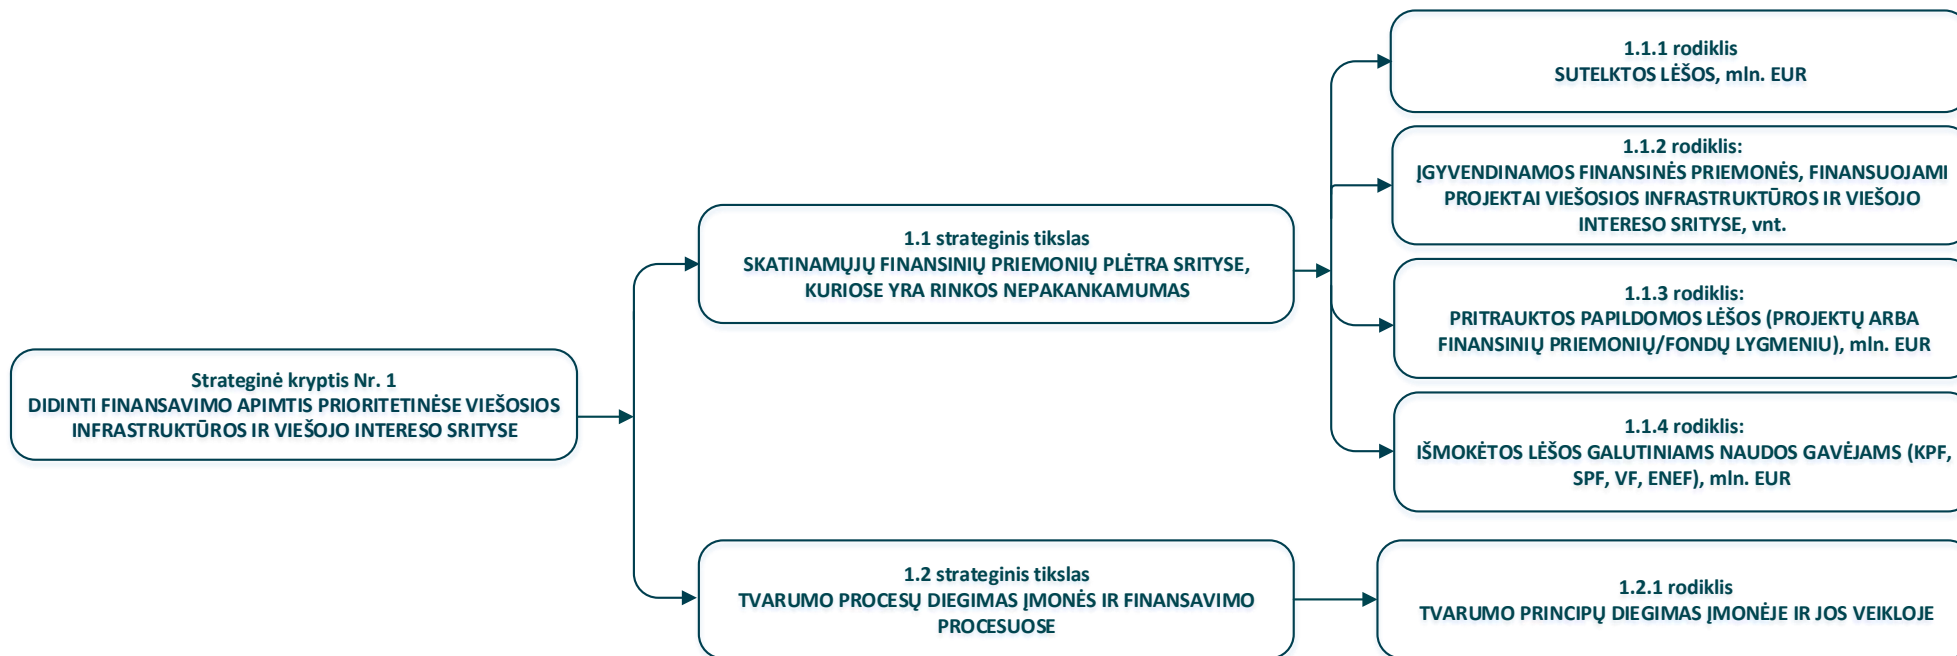 Strateginė kryptis Nr. 1
DIDINTI FINANSAVIMO APIMTIS PRIORITETINĖSE VIEŠOSIOS
INFRASTRUKTŪROS IR VIEŠOJO INTERESO SRITYSE
1.1 strateginis tikslas
SKATINAMŲJŲ FINANSINIŲ PRIEMONIŲ PLĖTRA SRITYSE,
KURIOSE YRA RINKOS NEPAKANKAMUMAS
1.1.1 rodiklis
SUTELKTOS LĖŠOS, mln. EUR
1.1.2 rodiklis:
ĮGYVENDINAMOS FINANSINĖS PRIEMONĖS, FINANSUOJAMI
PROJEKTAI VIEŠOSIOS INFRASTRUKTŪROS IR VIEŠOJO
INTERESO SRITYSE, vnt.
1.1.3 rodiklis:
PRITRAUKTOS PAPILDOMOS LĖŠOS (PROJEKTŲ ARBA
FINANSINIŲ PRIEMONIŲ/FONDŲ LYGMENIU), mln. EUR
1.1.4 rodiklis:
IŠMOKĖTOS LĖŠOS GALUTINIAMS NAUDOS GAVĖJAMS (KPF,
SPF, VF, ENEF), mln. EUR
1.2 strateginis tikslas
TVARUMO PROCESŲ DIEGIMAS ĮMONĖS IR FINANSAVIMO
PROCESUOSE
1.2.1 rodiklis
TVARUMO PRINCIPŲ DIEGIMAS ĮMONĖJE IR JOS VEIKLOJE